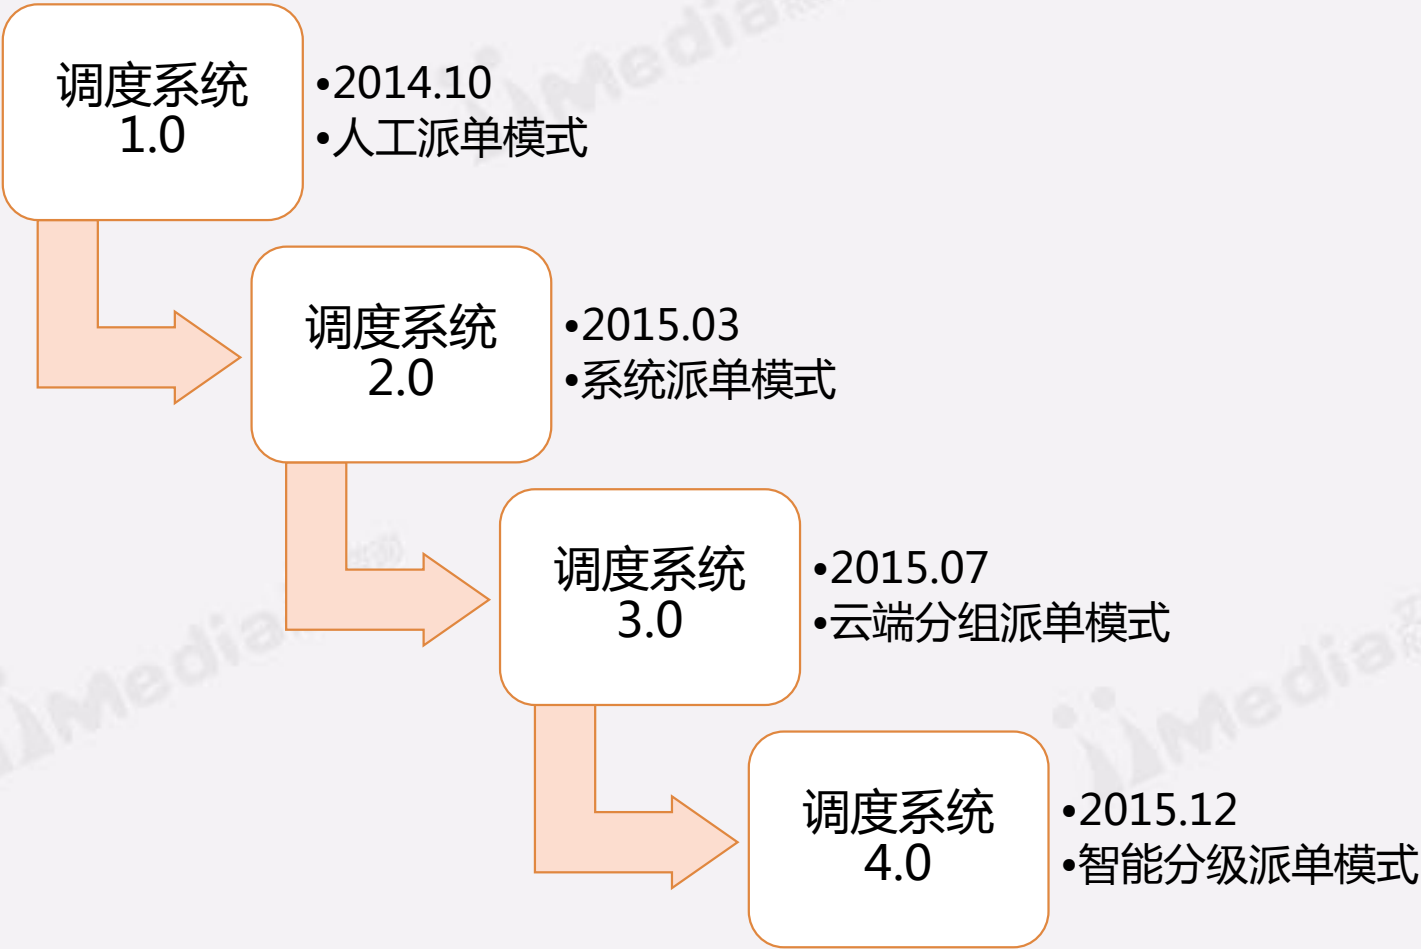 调度系统
1.0
•2014.10
•人工派单模式
调度系统
2.0
•2015.03
•系统派单模式
调度系统
3.0
•2015.07
•云端分组派单模式
调度系统
4.0
•2015.12
•智能分级派单模式
iiMedia
iiMedia
iiMedia